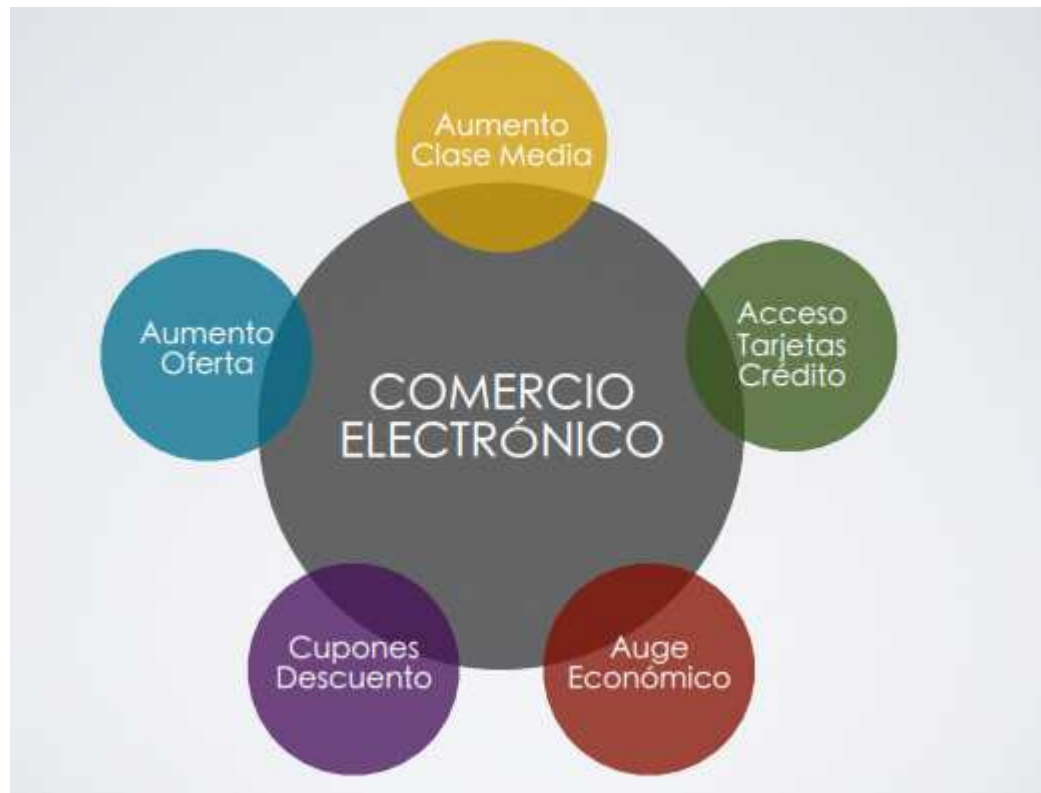 Aumento
Clase Media
Acceso
Tarjetas
Crédito
Aumento
Oferta
COMERCIO
ELECTRÓNICO
Cupones
Descuento
Auge
Económico